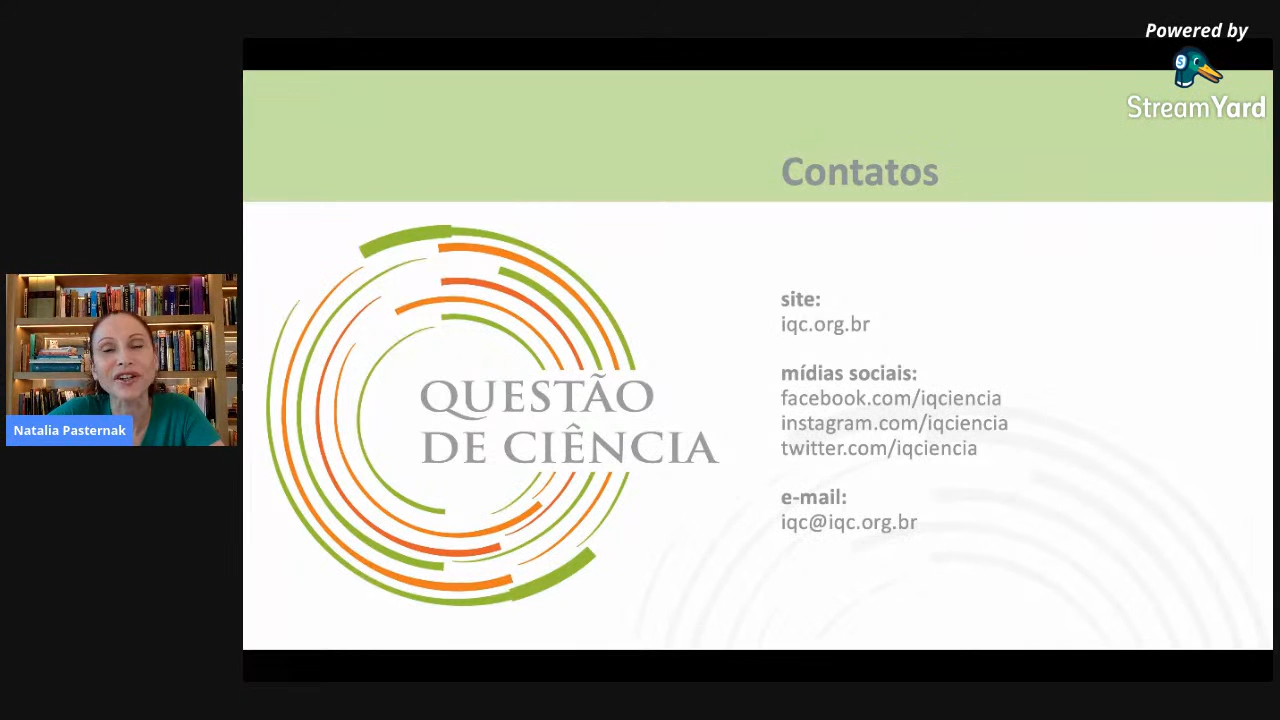 Powered by
StreamYard
Contatos
QUESTÃO
DE CIÊNCIA
site:
iqc.org.br
mídias sociais:
facebook.com/iqciencia
instagram.com/iqciencia
twitter.com/iqciencia
e-mail:
iqc@iqc.org.br
Natalia Pasternak